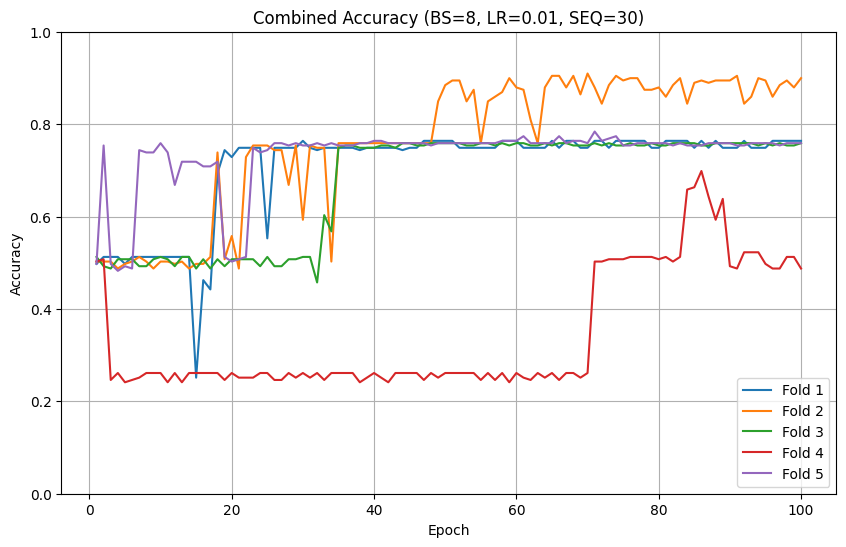 Combined Accuracy (BS=8, LR=0.01, SEQ=30)
Accuracy
1.0
0.8
0.6
0.4
0.2
0.0
0 20 40 60 80 100
Epoch
Fold 1
Fold 2
Fold 3
Fold 4
Fold 5